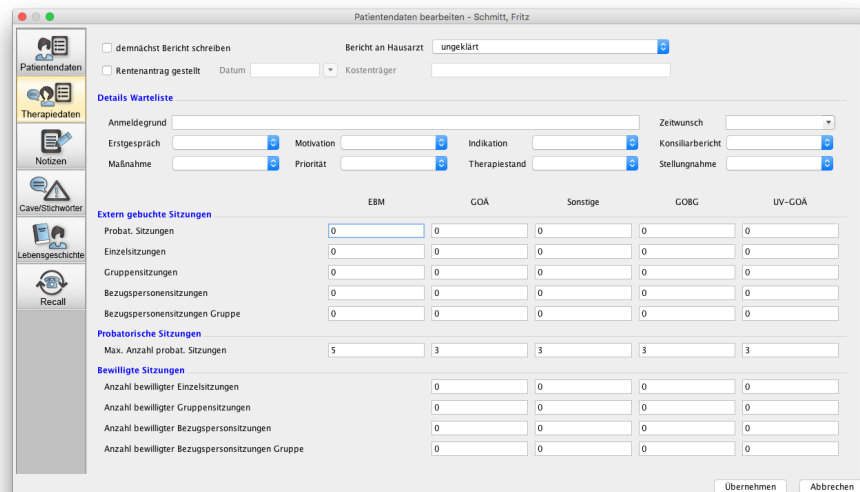 Patientendaten bearbeiten - Schmitt, Fritz
Patientendaten
Therapiedaten
Notizen
Cave/Stichwörter
Lebensgeschichte
Recall
demnächst Bericht schreiben Bericht an Hausarzt ungeklärt
Rentenantrag gestellt Datum Kostenträger
Details Warteliste
Anmeldegrund Zeitwunsch
Erstgespräch Motivation Indikation Konsiliarbericht
Maßnahme Priorität Therapiestand Stellungnahme
EBM GOÄ Sonstige GOBG UV-GOÄ
Extern gebuchte Sitzungen
Probat. Sitzungen 0 0 0 0 0
Einzelsitzungen 0 0 0 0 0
Gruppensitzungen 0 0 0 0 0
Bezugspersonensitzungen 0 0 0 0 0
Bezugspersonensitzungen Gruppe 0 0 0 0 0
Probatorische Sitzungen
Max. Anzahl probat. Sitzungen 5 3 3 3 3
Bewilligte Sitzungen
Anzahl bewilligter Einzelsitzungen 0 0 0 0
Anzahl bewilligter Gruppensitzungen 0 0 0 0
Anzahl bewilligter Bezugspersonsitzungen 0 0 0 0
Anzahl bewilligter Bezugspersonsitzungen Gruppe 0 0 0 0
Übernehmen Abbrechen